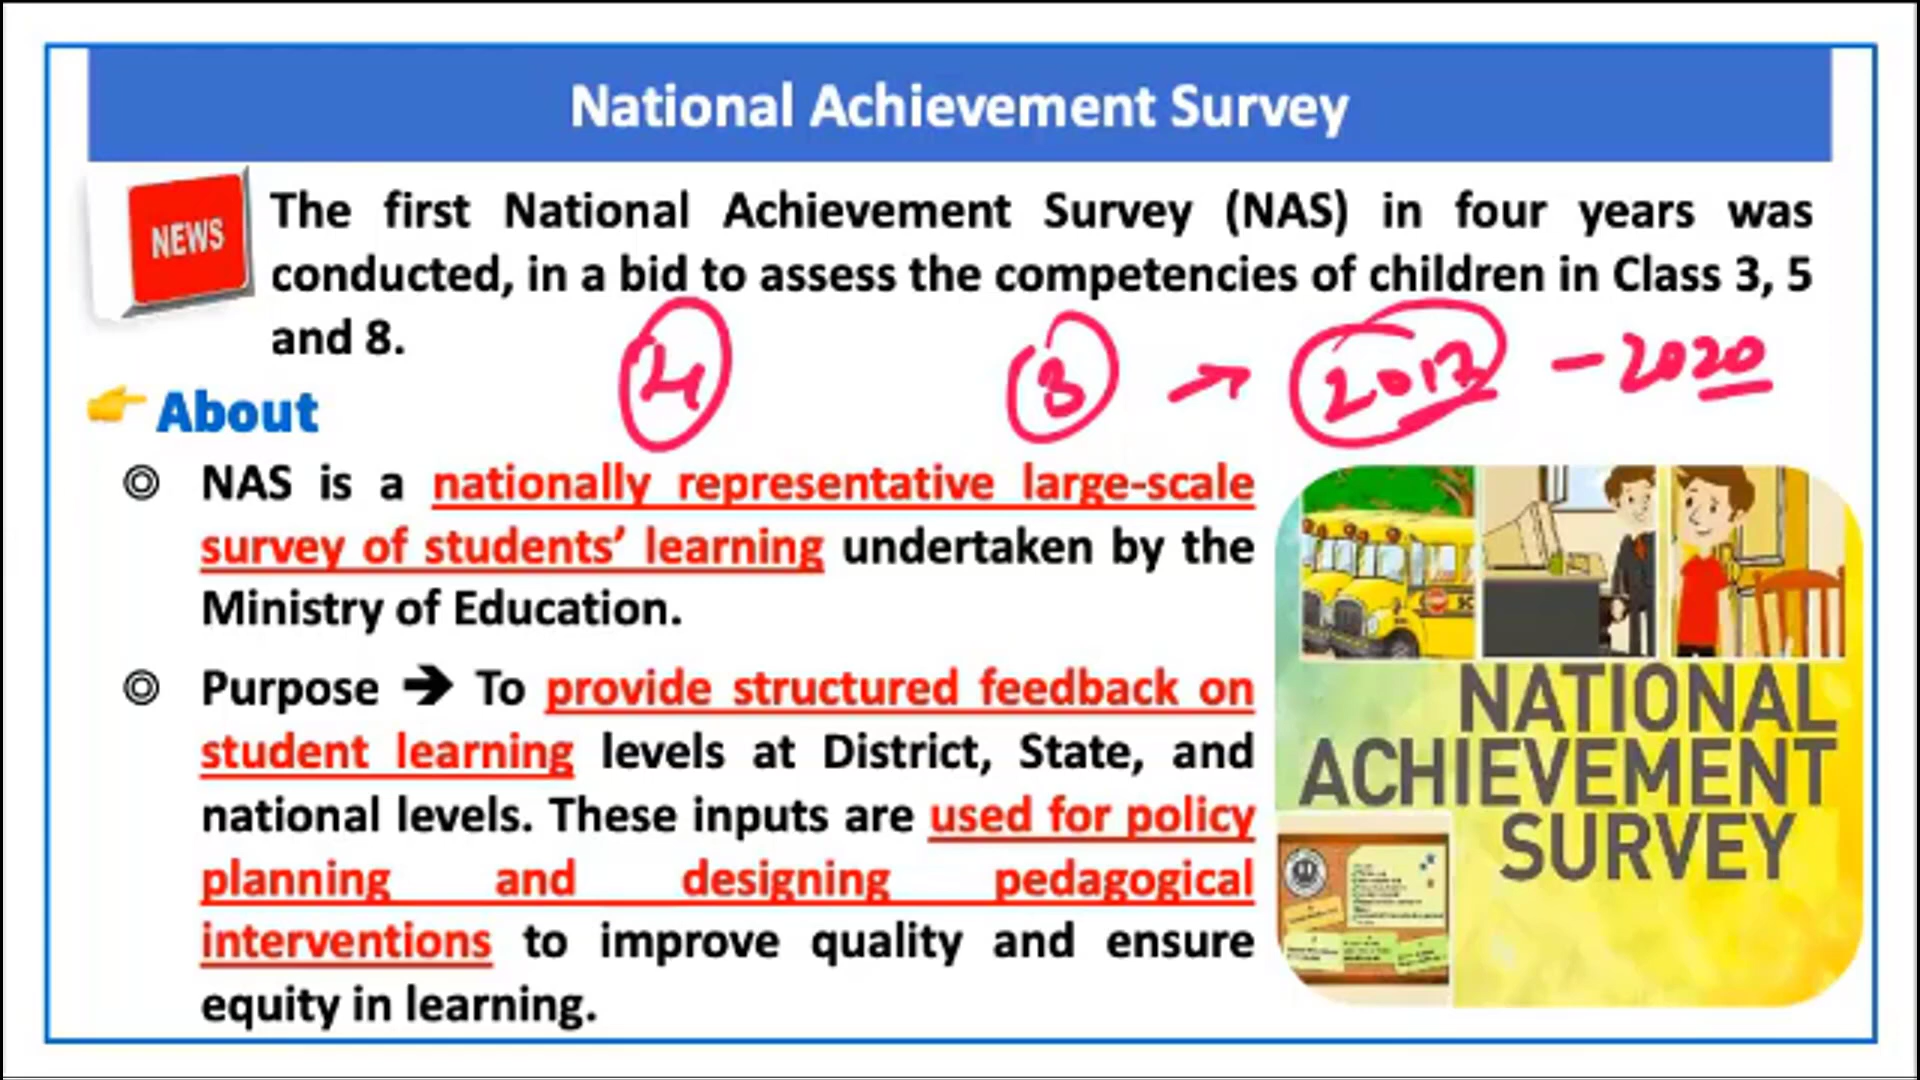 National Achievement Survey
NEWS
The first National Achievement Survey (NAS) in four years was
conducted, in a bid to assess the competencies of children in Class 3, 5
and 8.
4 3 → 2017 - 2020
About
◎ NAS is a nationally representative large-scale
survey of students’ learning undertaken by the
Ministry of Education.
◎ Purpose ➔ To provide structured feedback on
student learning levels at District, State, and
national levels. These inputs are used for policy
planning and designing pedagogical
interventions to improve quality and ensure
equity in learning.
NATIONAL
ACHIEVEMENT
SURVEY